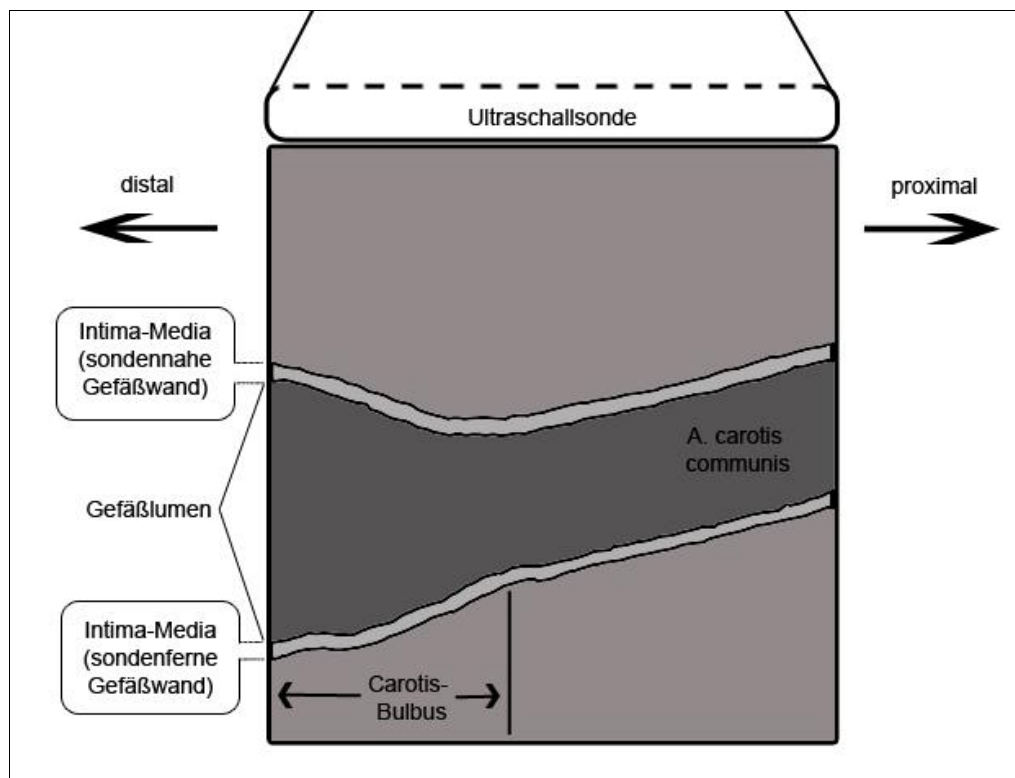 Ultraschallsonde
distal
proximal
Intima-Media
(sondennahe
Gefäßwand)
A. carotis
communis
Gefäßlumen
Intima-Media
(sondenferne
Gefäßwand)
Carotis-
Bulbus